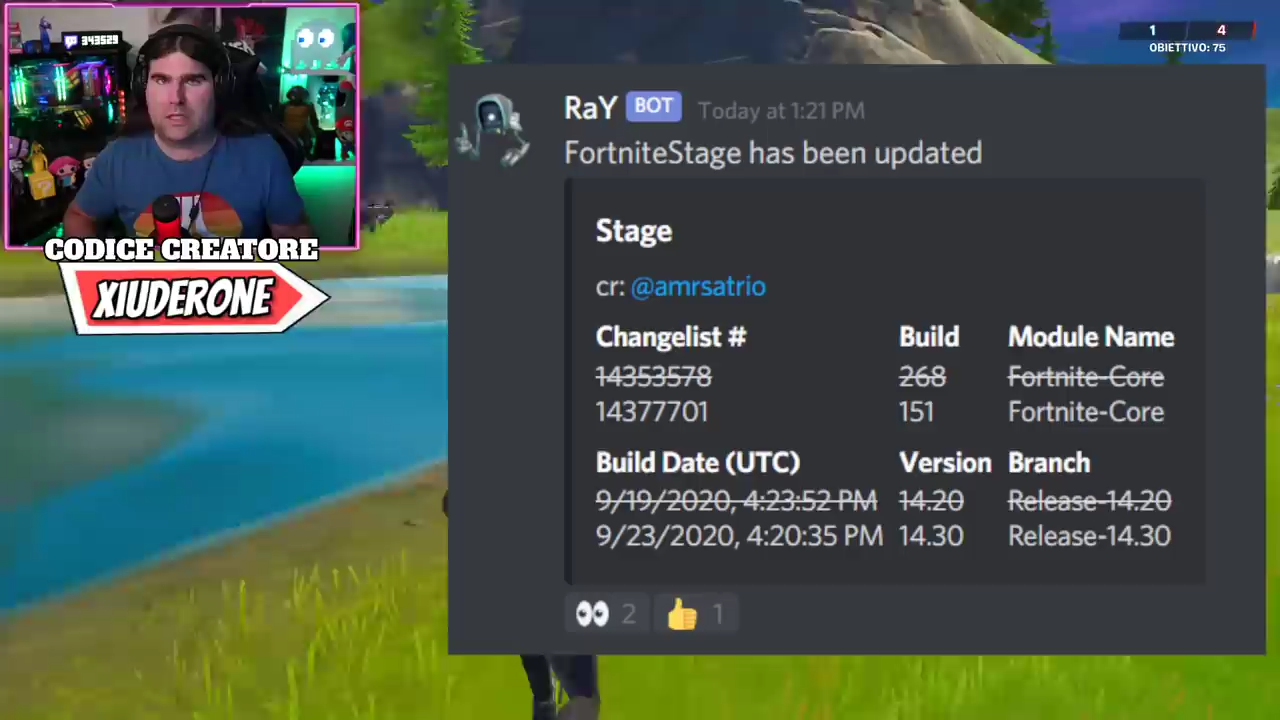 343529
1 4
OBIETTIVO: 75
CODICE CREATORE
XIUDERONE
RaY BOT Today at 1:21 PM
FortniteStage has been updated
Stage
cr: @amrsatrio
Changelist # Build Module Name
14353578 268 Fortnite-Core
14377701 151 Fortnite-Core
Build Date (UTC) Version Branch
9/19/2020, 4:23:52 PM 14.20 Release-14.20
9/23/2020, 4:20:35 PM 14.30 Release-14.30
2 1